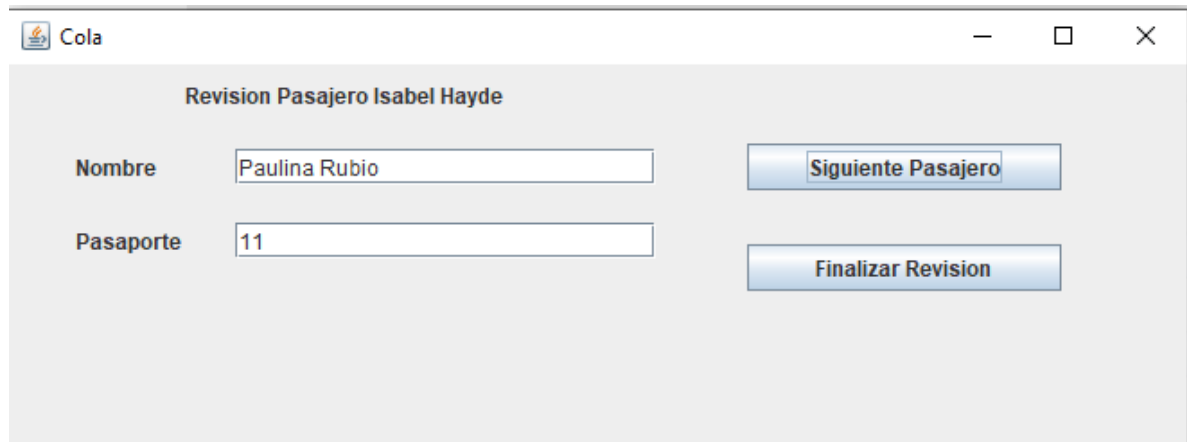 Cola
Revision Pasajero Isabel Hayde
Nombre
Paulina Rubio
Siguiente Pasajero
Pasaporte
11
Finalizar Revision